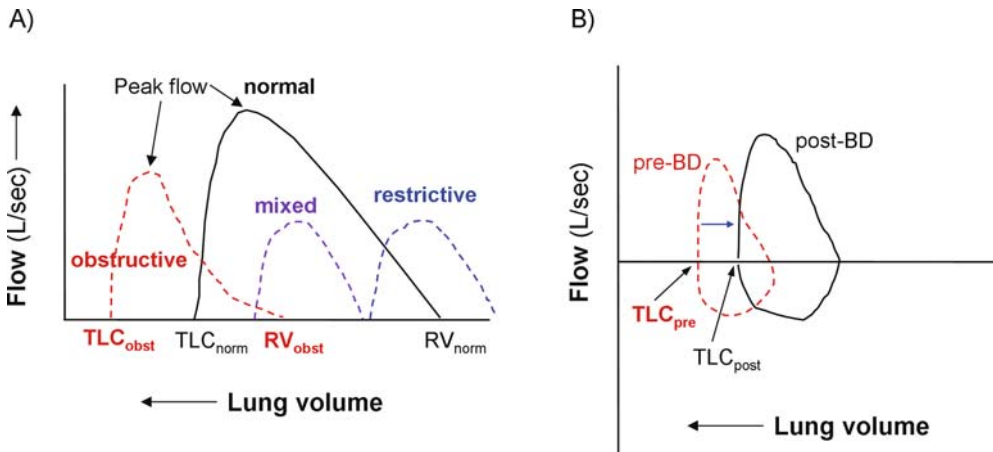 A)
Peak flow
normal
Flow (L/sec)
obstructive
mixed
restrictive
TLCobst
TLCnorm
RVobst
RVnorm
Lung volume
B)
pre-BD
post-BD
Flow (L/sec)
TLCpre
TLCpost
Lung volume